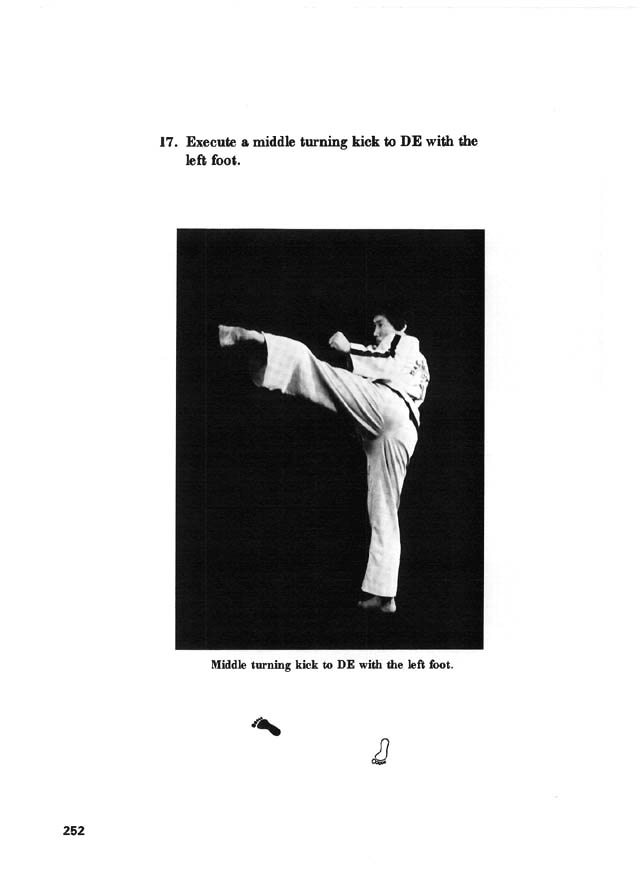 17. Execute a middle turning kick to DE with the
left foot.
Middle turning kick to DE with the left foot.
252